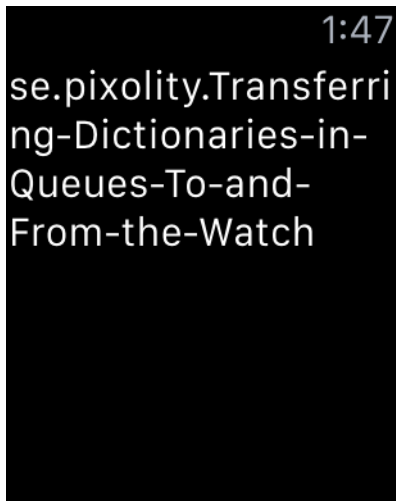 1:47
se.pixolity.Transferri
ng-Dictionaries-in-
Queues-To-and-
From-the-Watch